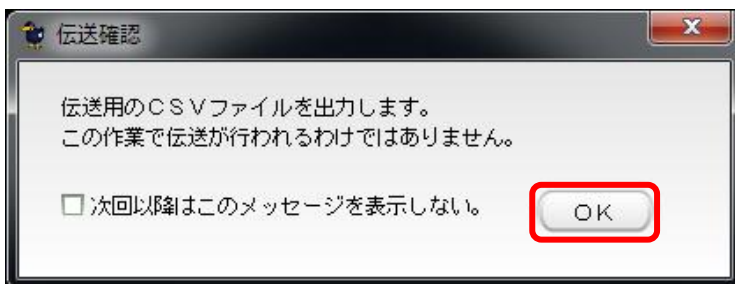 伝送確認
伝送用のCSVファイルを出力します。
この作業で伝送が行われるわけではありません。
次回以降はこのメッセージを表示しない。
OK